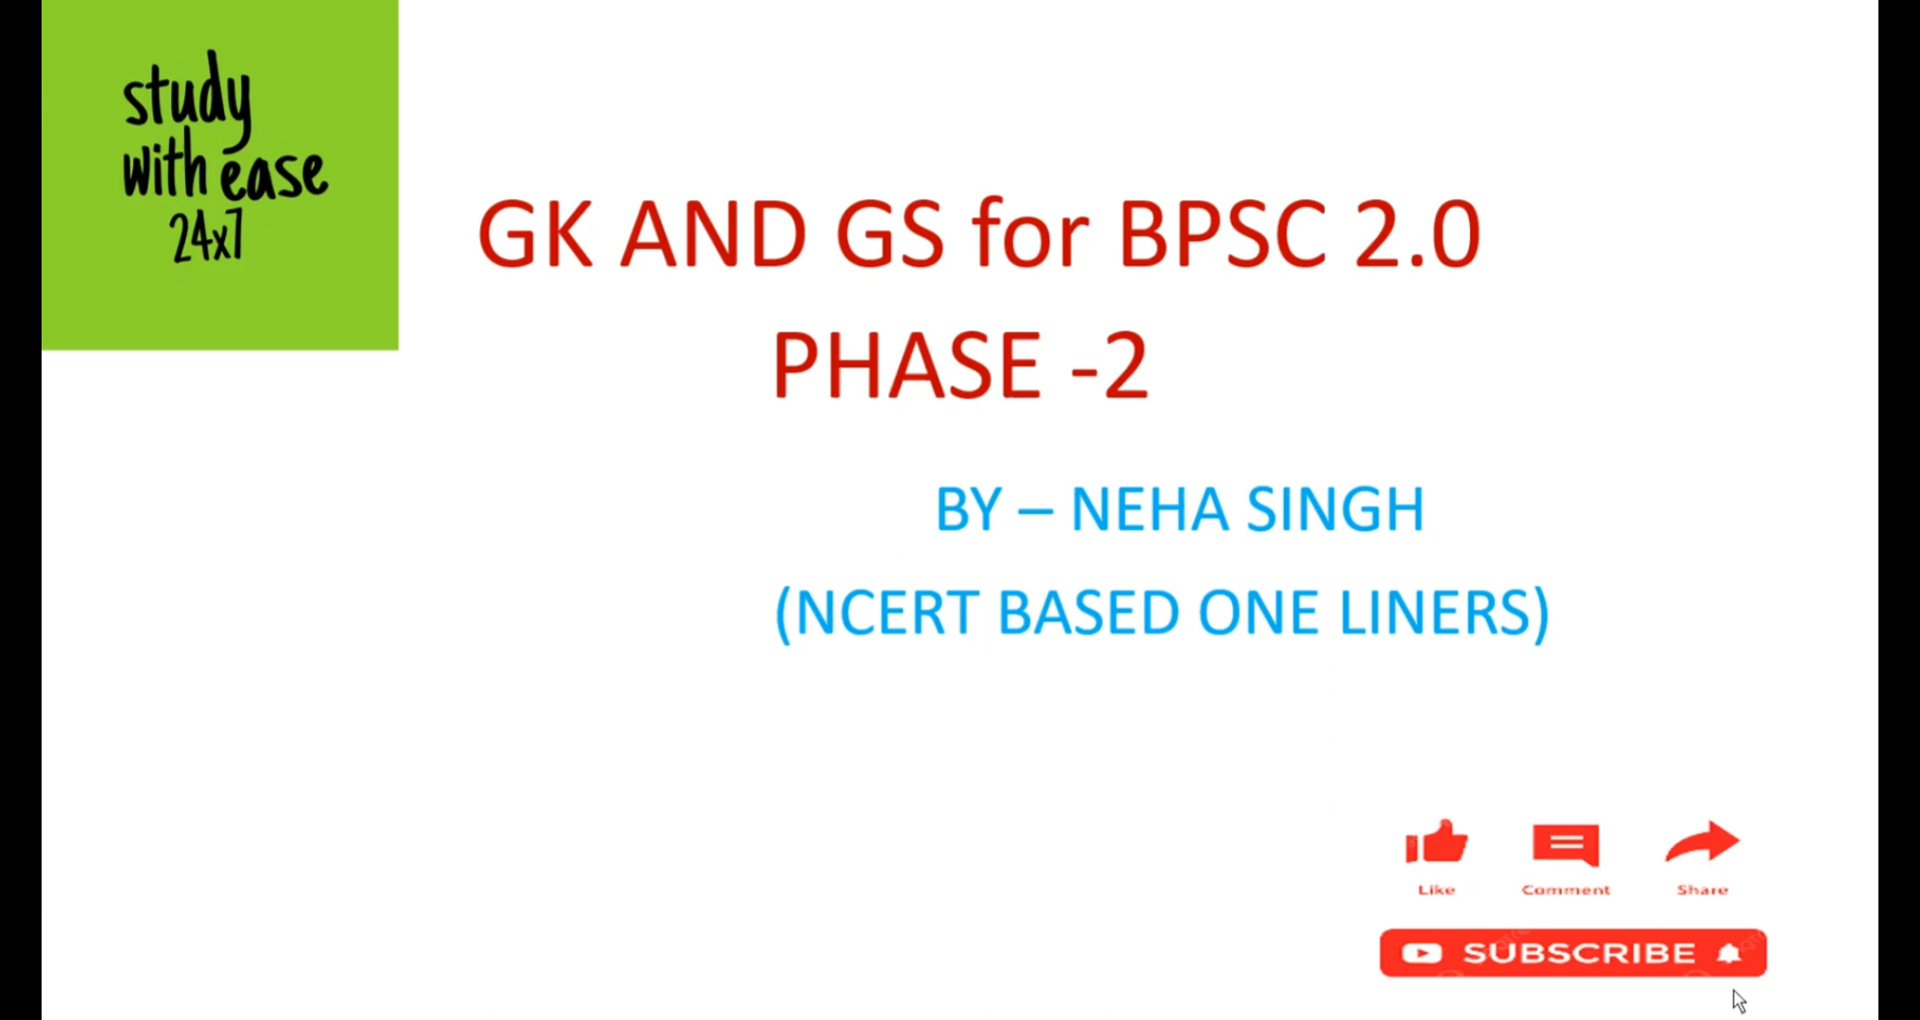 study
with ease
24x7
GK AND GS for BPSC 2.0
PHASE -2
BY – NEHA SINGH
(NCERT BASED ONE LINERS)
Like Comment Share
SUBSCRIBE